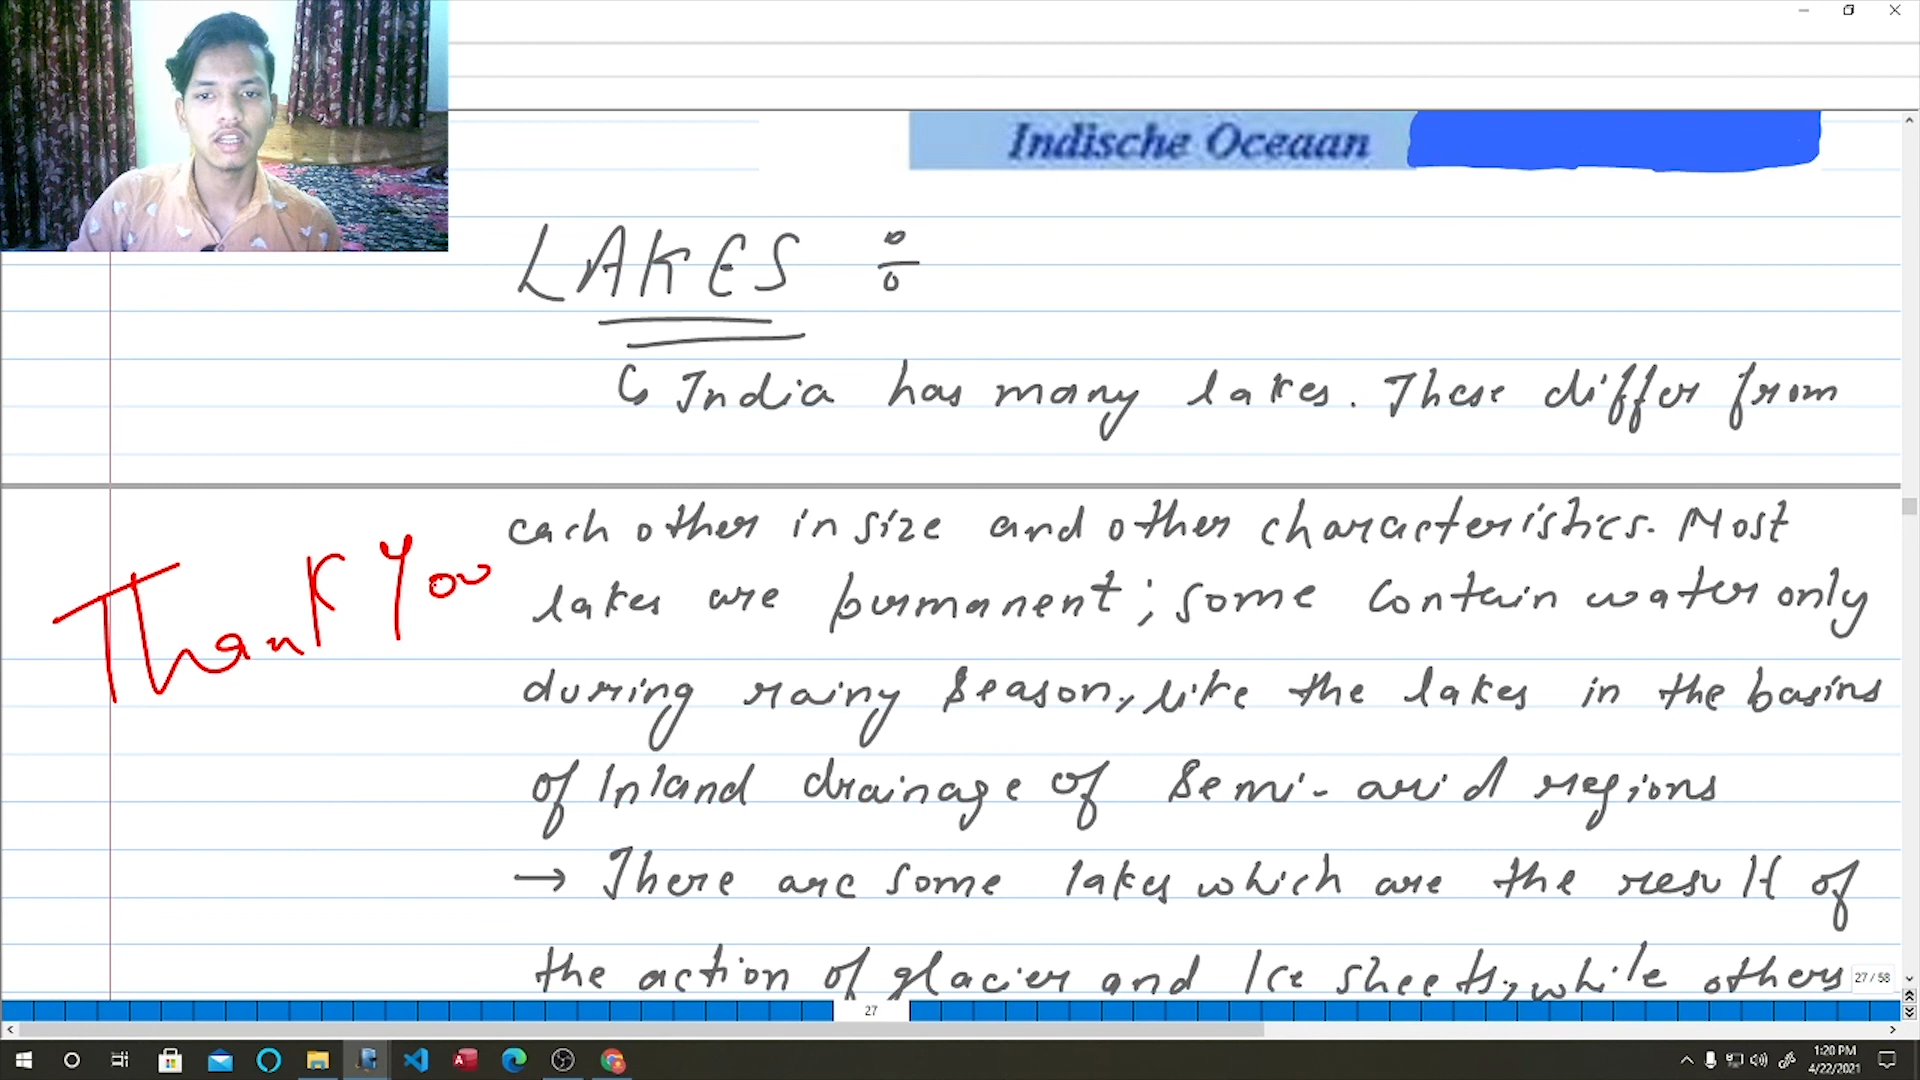 Indische Oceaan
LAKES :
India has many lakes. These differ from
each other in size and other characteristics. Most
lakes are permanent; some contain water only
during rainy season, like the lakes in the basins
of Inland drainage of semi-arid regions
→ There are some lakes which are the result of
the action of glacier and Ice sheets, while others
Thank You
27 / 58
27
1:20 PM
4/22/2021